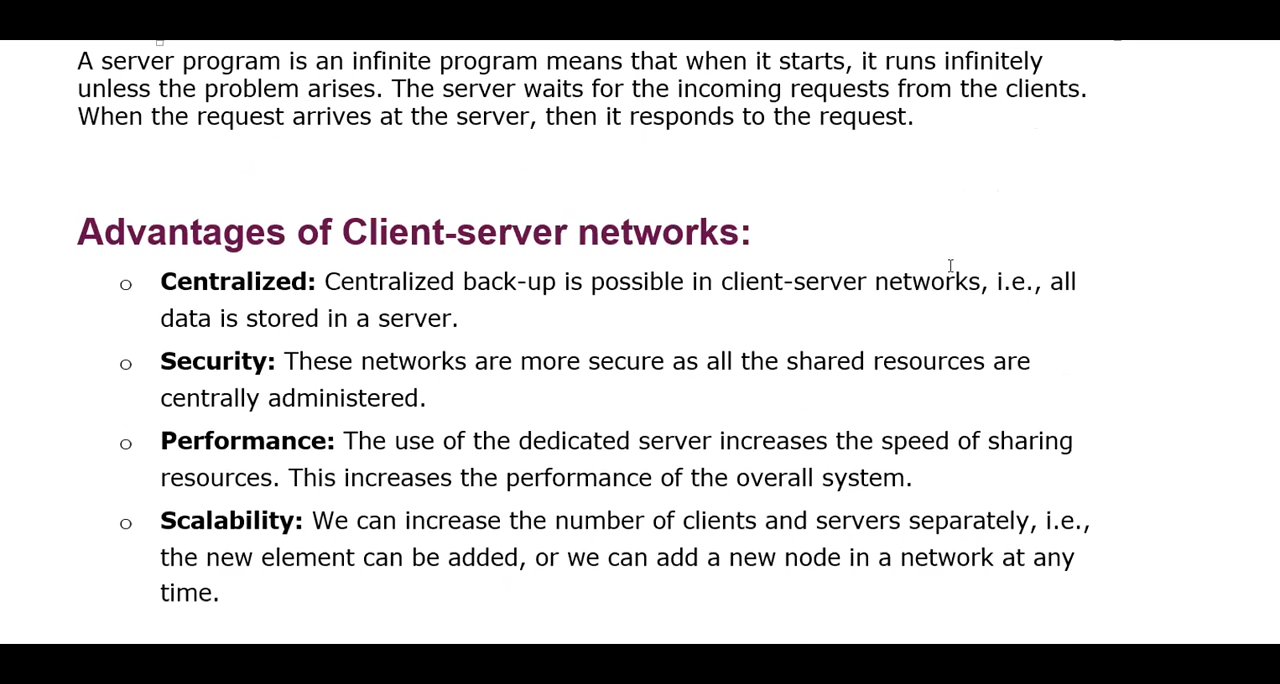 A server program is an infinite program means that when it starts, it runs infinitely
unless the problem arises. The server waits for the incoming requests from the clients.
When the request arrives at the server, then it responds to the request.
Advantages of Client-server networks:
o Centralized: Centralized back-up is possible in client-server networks, i.e., all
data is stored in a server.
o Security: These networks are more secure as all the shared resources are
centrally administered.
o Performance: The use of the dedicated server increases the speed of sharing
resources. This increases the performance of the overall system.
o Scalability: We can increase the number of clients and servers separately, i.e.,
the new element can be added, or we can add a new node in a network at any
time.